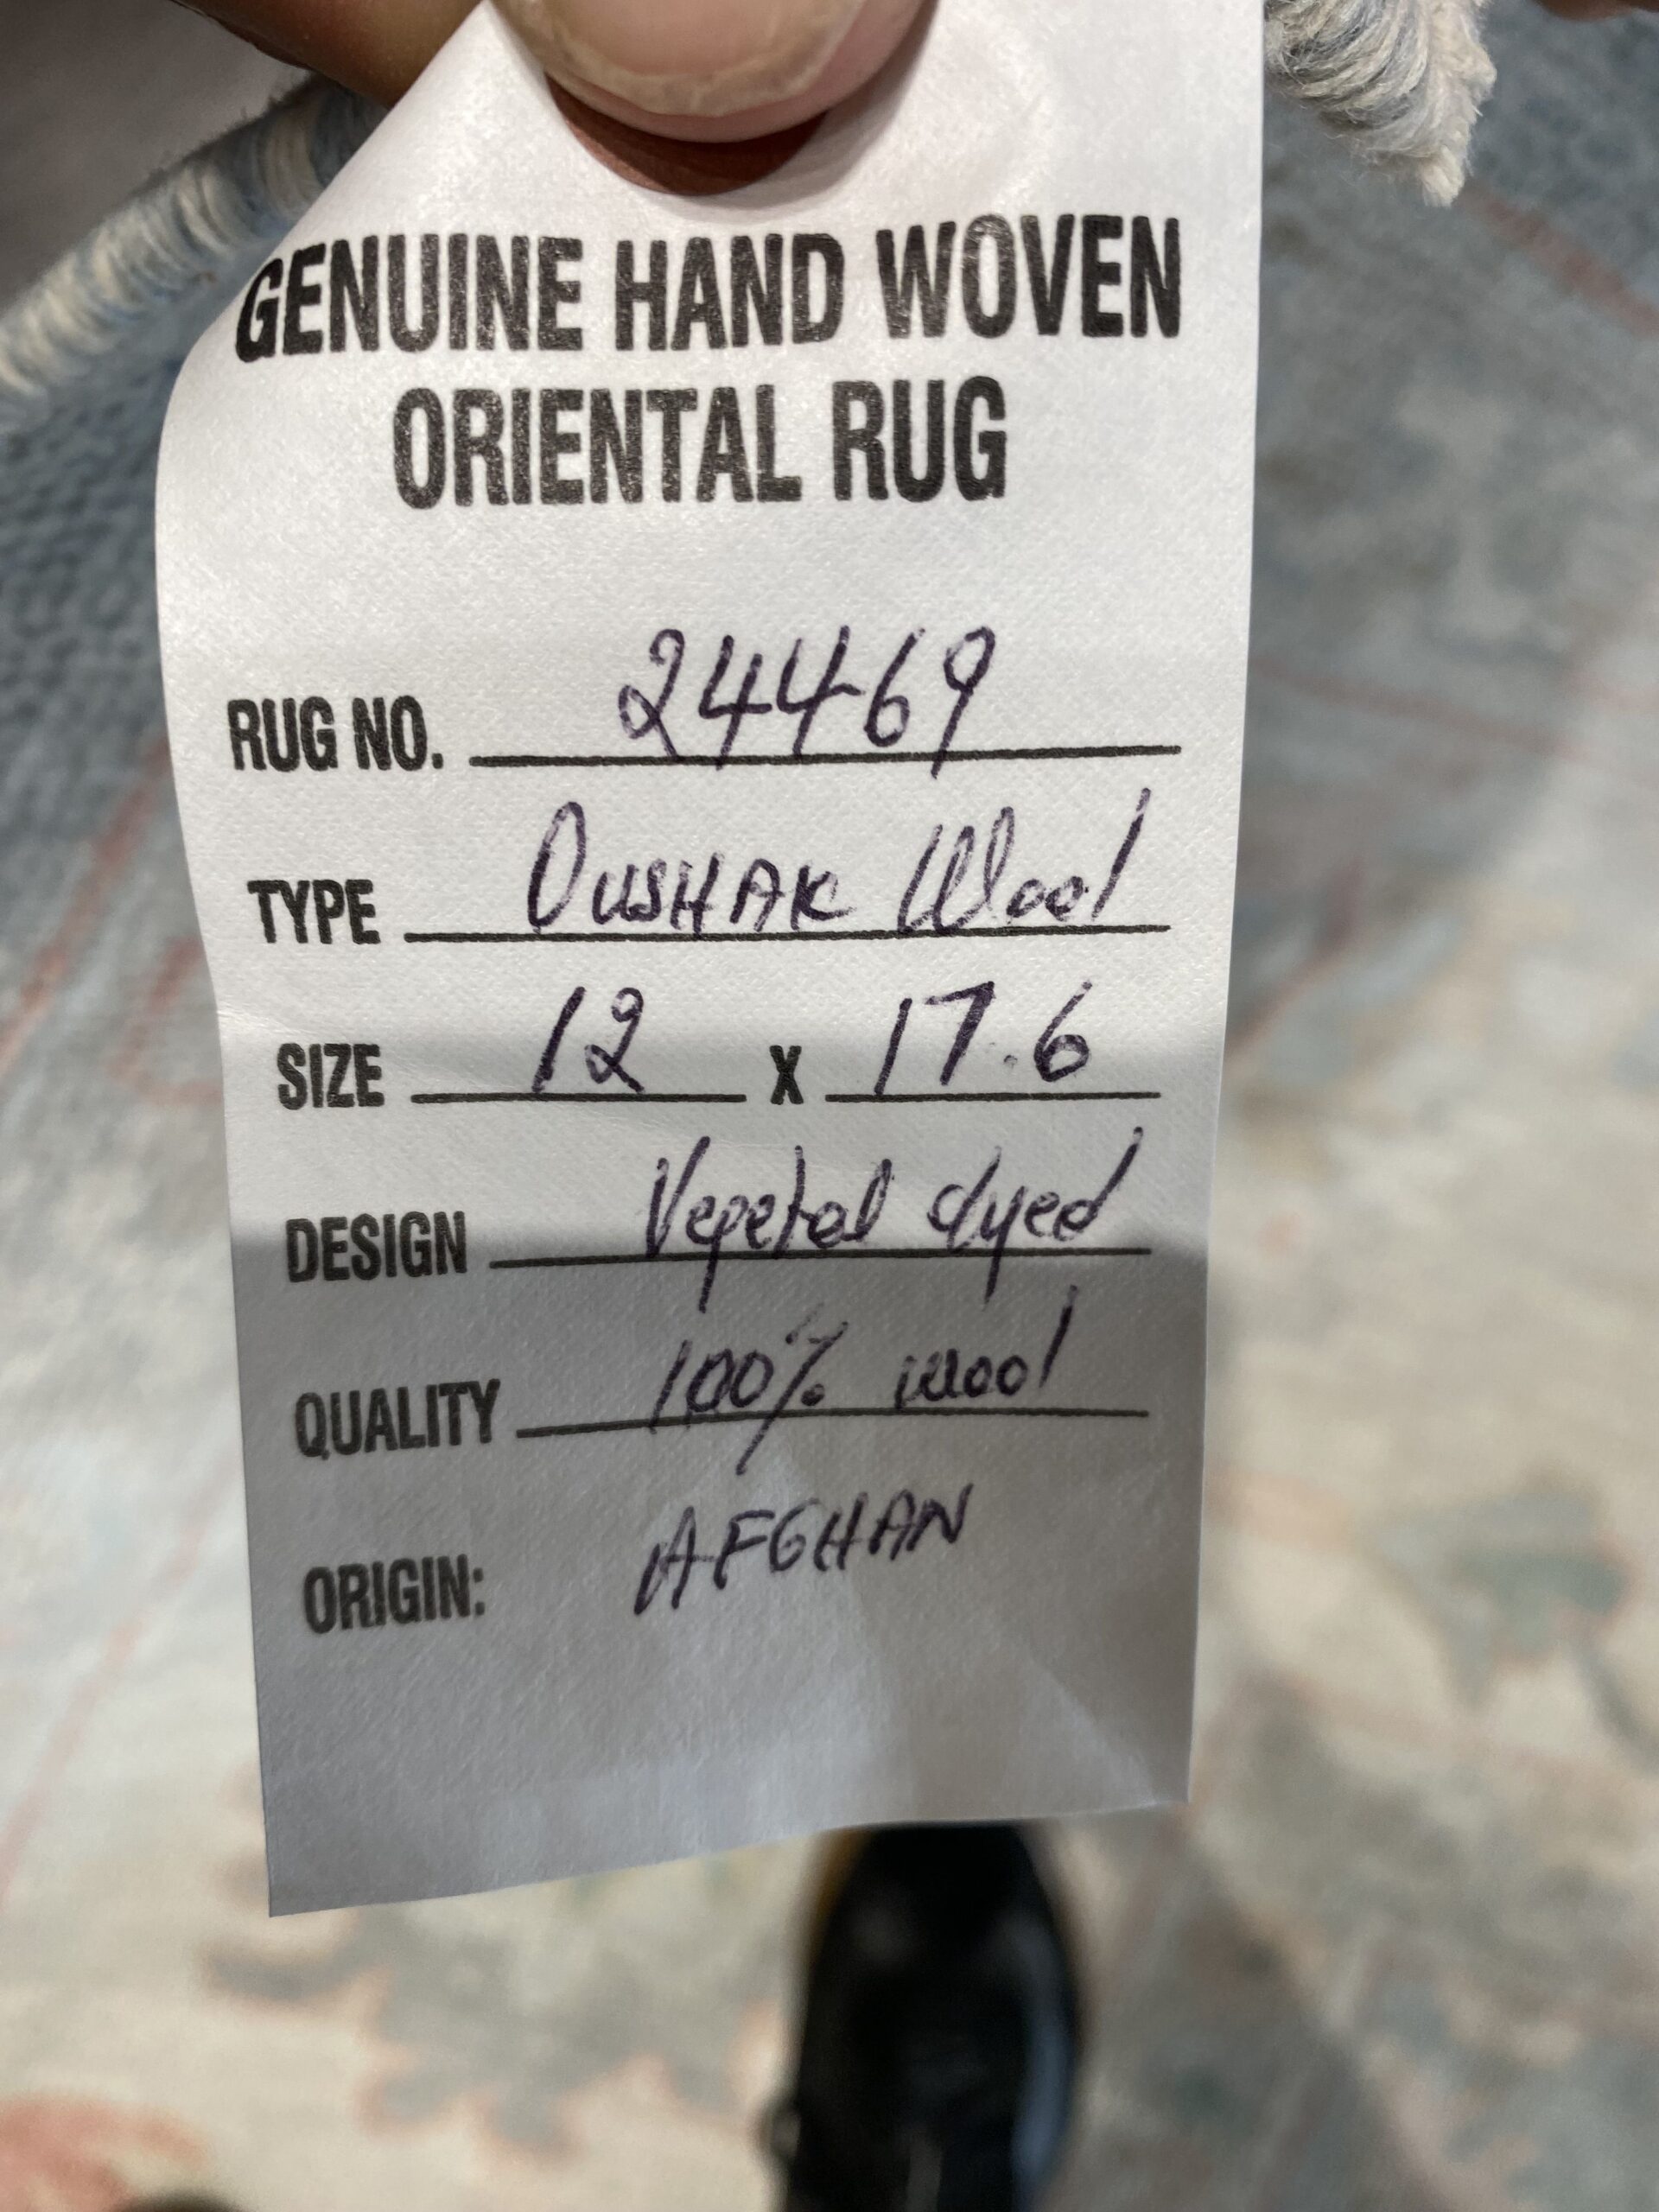 GENUINE HAND WOVEN
ORIENTAL RUG
RUG NO. 24469
TYPE OUSHAK Wool
SIZE 12 X 17.6
DESIGN Vegetal dyed
QUALITY 100% wool
ORIGIN: AFGHAN